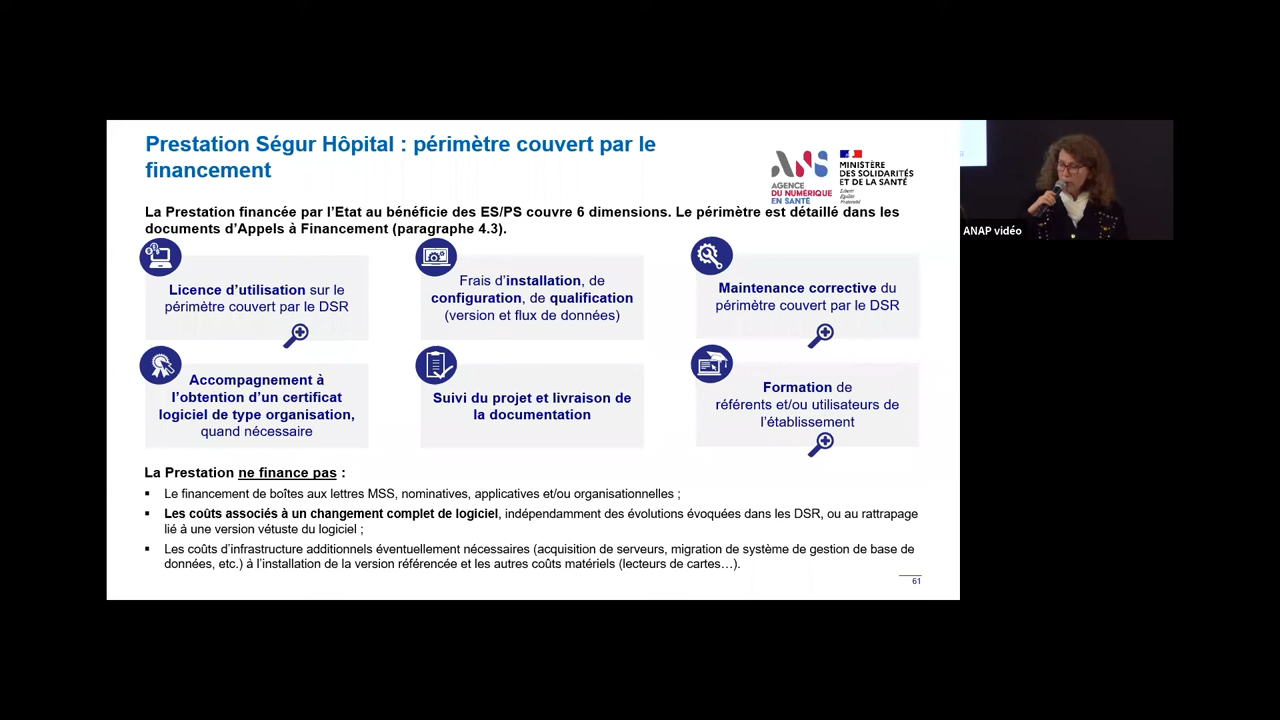 Prestation Ségur Hôpital : périmètre couvert par le
financement
ANS
AGENCE
DU NUMÉRIQUE
EN SANTÉ
MINISTÈRE
DES SOLIDARITÉS
ET DE LA SANTÉ
Liberté
Égalité
Fraternité
La Prestation financée par l’Etat au bénéficie des ES/PS couvre 6 dimensions. Le périmètre est détaillé dans les
documents d’Appels à Financement (paragraphe 4.3).
Licence d’utilisation sur le
périmètre couvert par le DSR
Frais d’installation, de
configuration, de qualification
(version et flux de données)
Maintenance corrective du
périmètre couvert par le DSR
Accompagnement à
l’obtention d’un certificat
logiciel de type organisation,
quand nécessaire
Suivi du projet et livraison de
la documentation
Formation de
référents et/ou utilisateurs de
l’établissement
La Prestation ne finance pas :
▪ Le financement de boîtes aux lettres MSS, nominatives, applicatives et/ou organisationnelles ;
▪ Les coûts associés à un changement complet de logiciel, indépendamment des évolutions évoquées dans les DSR, ou au rattrapage
lié à une version vétuste du logiciel ;
▪ Les coûts d’infrastructure additionnels éventuellement nécessaires (acquisition de serveurs, migration de système de gestion de base de
données, etc.) à l’installation de la version référencée et les autres coûts matériels (lecteurs de cartes…).
61
ANAP vidéo